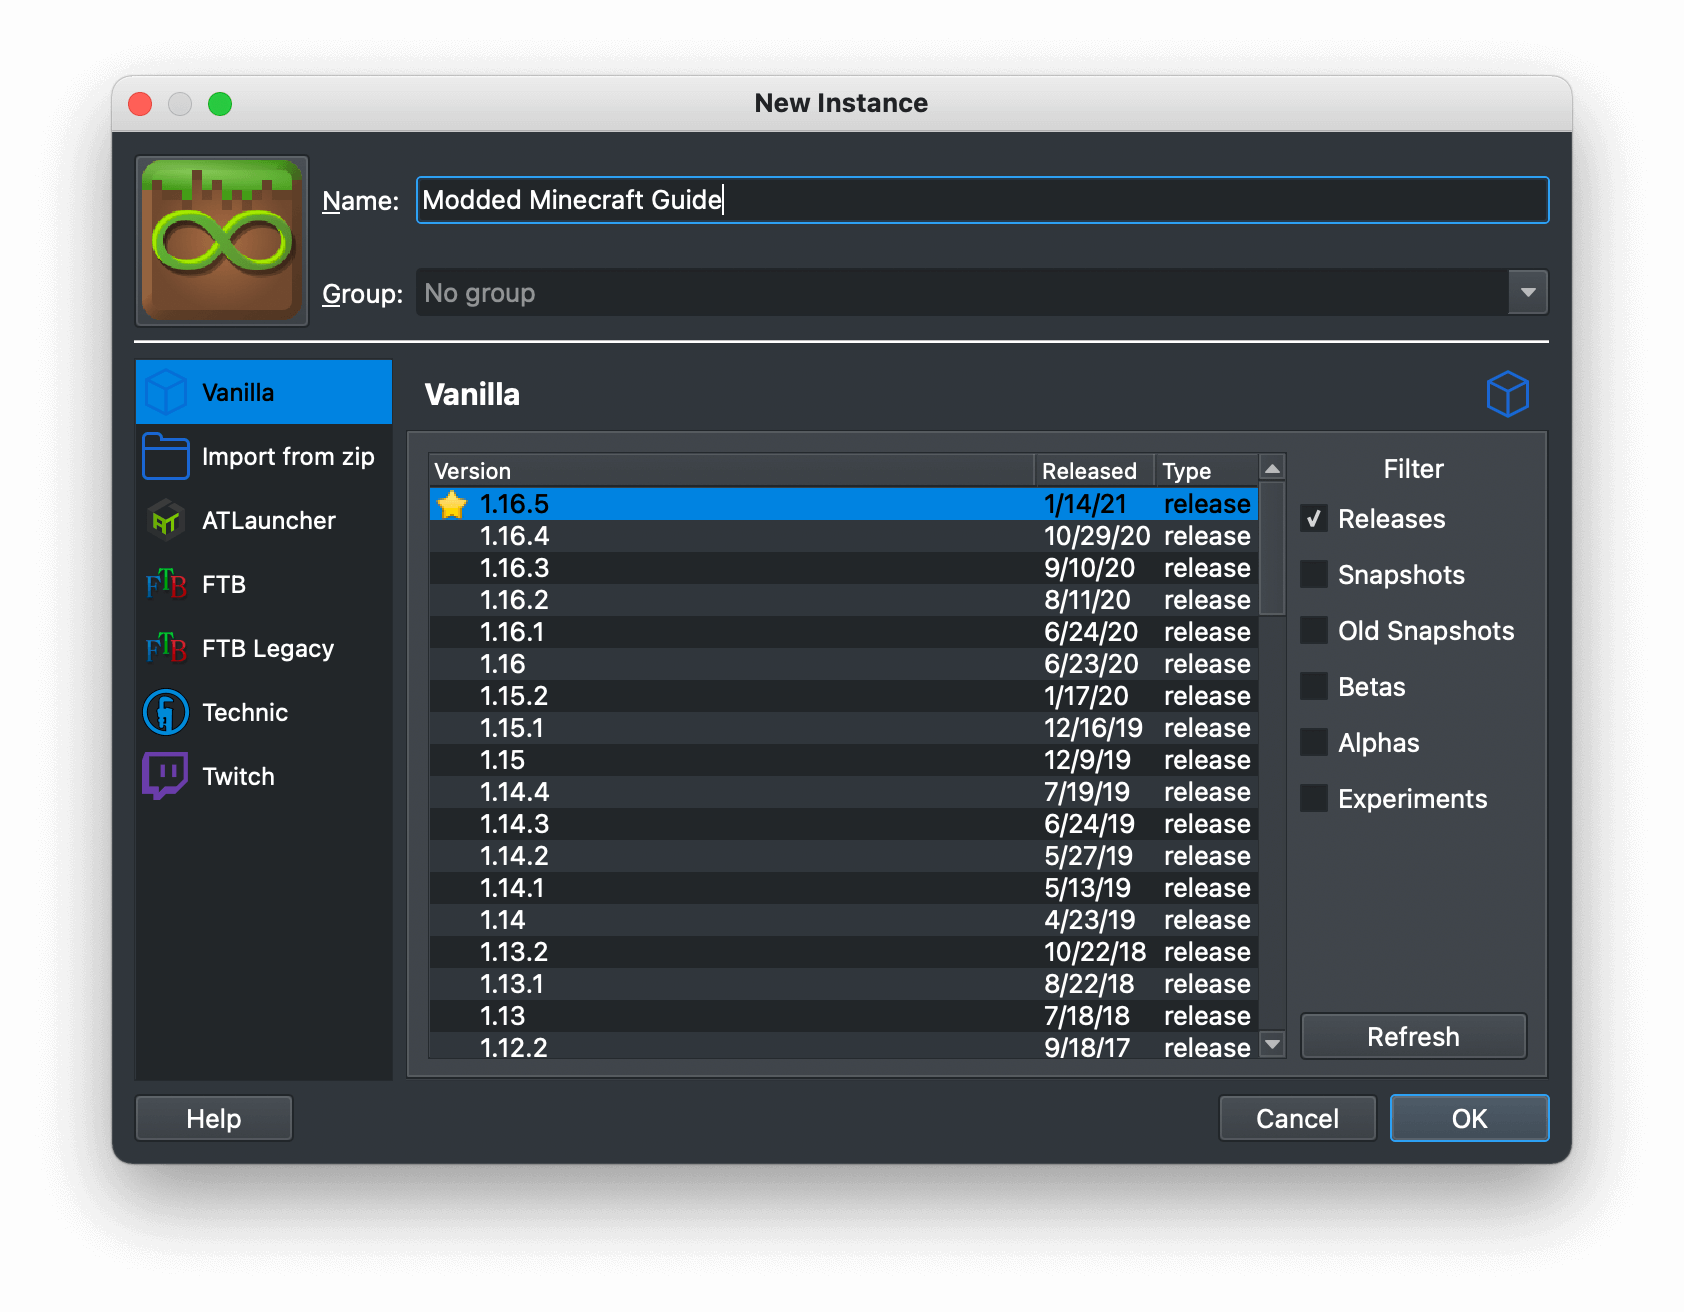 New Instance
Name: Modded Minecraft Guide
Group: No group
Vanilla
Import from zip
ATLauncher
FTB
FTB Legacy
Technic
Twitch
Vanilla
Version Released Type
1.16.5 1/14/21 release
1.16.4 10/29/20 release
1.16.3 9/10/20 release
1.16.2 8/11/20 release
1.16.1 6/24/20 release
1.16 6/23/20 release
1.15.2 1/17/20 release
1.15.1 12/16/19 release
1.15 12/9/19 release
1.14.4 7/19/19 release
1.14.3 6/24/19 release
1.14.2 5/27/19 release
1.14.1 5/13/19 release
1.14 4/23/19 release
1.13.2 10/22/18 release
1.13.1 8/22/18 release
1.13 7/18/18 release
1.12.2 9/18/17 release
Filter
Releases
Snapshots
Old Snapshots
Betas
Alphas
Experiments
Refresh
Help
Cancel
OK